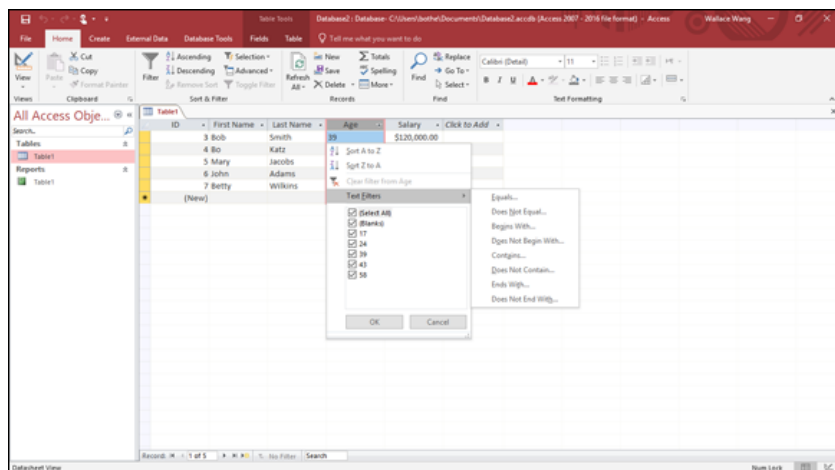 Table Tools Database2 : Database- C:\Users\bothe\Documents\Database2.accdb (Access 2007 - 2016 file format) - Access Wallace Wang
File Home Create External Data Database Tools Fields Table Tell me what you want to do
View
Views
Paste
Cut
Copy
Format Painter
Clipboard
Filter
Ascending
Descending
Remove Sort
Selection
Advanced
Toggle Filter
Sort & Filter
Refresh All
New
Save
Delete
Totals
Spelling
More
Records
Find
Replace
Go To
Select
Find
Calibri (Detail) 11
B I U
Text Formatting
All Access Obje...
Search...
Tables
Table1
Reports
Table1
Table1
ID First Name Last Name Age Salary Click to Add
3 Bob Smith 39 $120,000.00
4 Bo Katz
5 Mary Jacobs
6 John Adams
7 Betty Wilkins
(New)
Sort A to Z
Sort Z to A
Clear filter from Age
Text Filters
(Select All)
(Blanks)
17
24
39
43
58
OK Cancel
Equals...
Does Not Equal...
Begins With...
Does Not Begin With...
Contains...
Does Not Contain...
Ends With...
Does Not End With...
Record: 1 of 5 No Filter Search
Datasheet View Num Lock